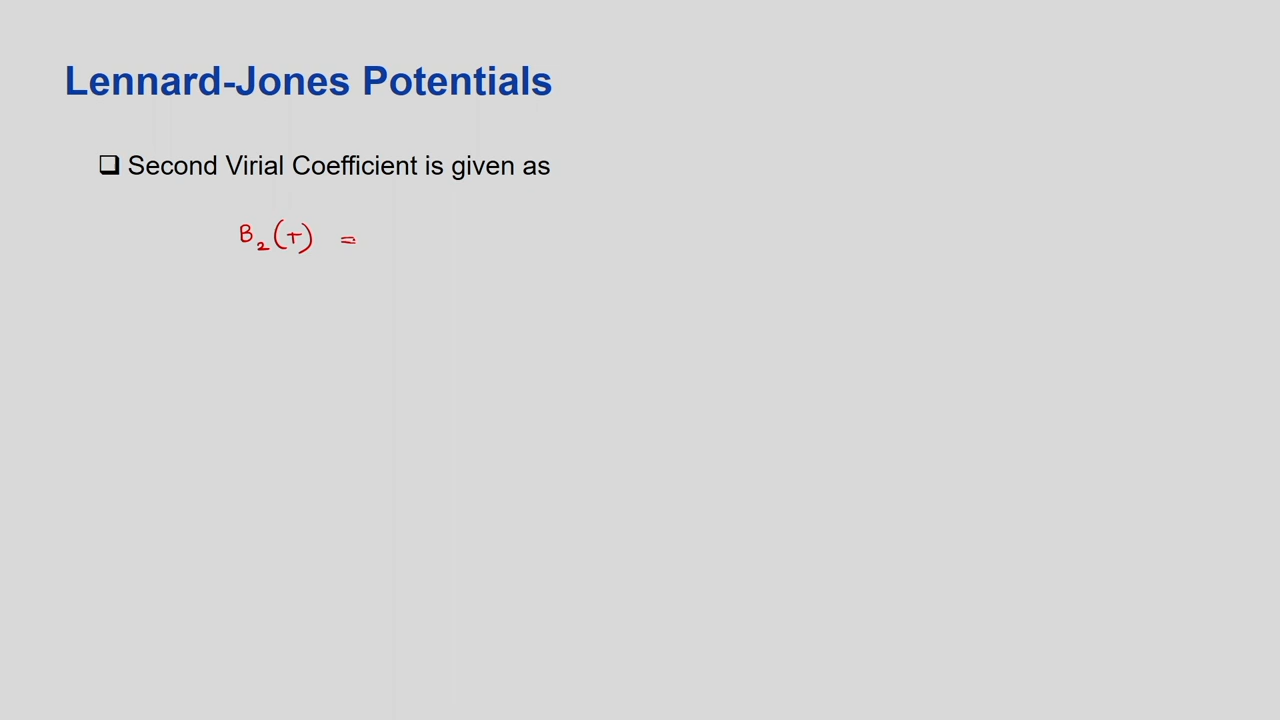 Lennard-Jones Potentials
❑ Second Virial Coefficient is given as
B₂(T) =